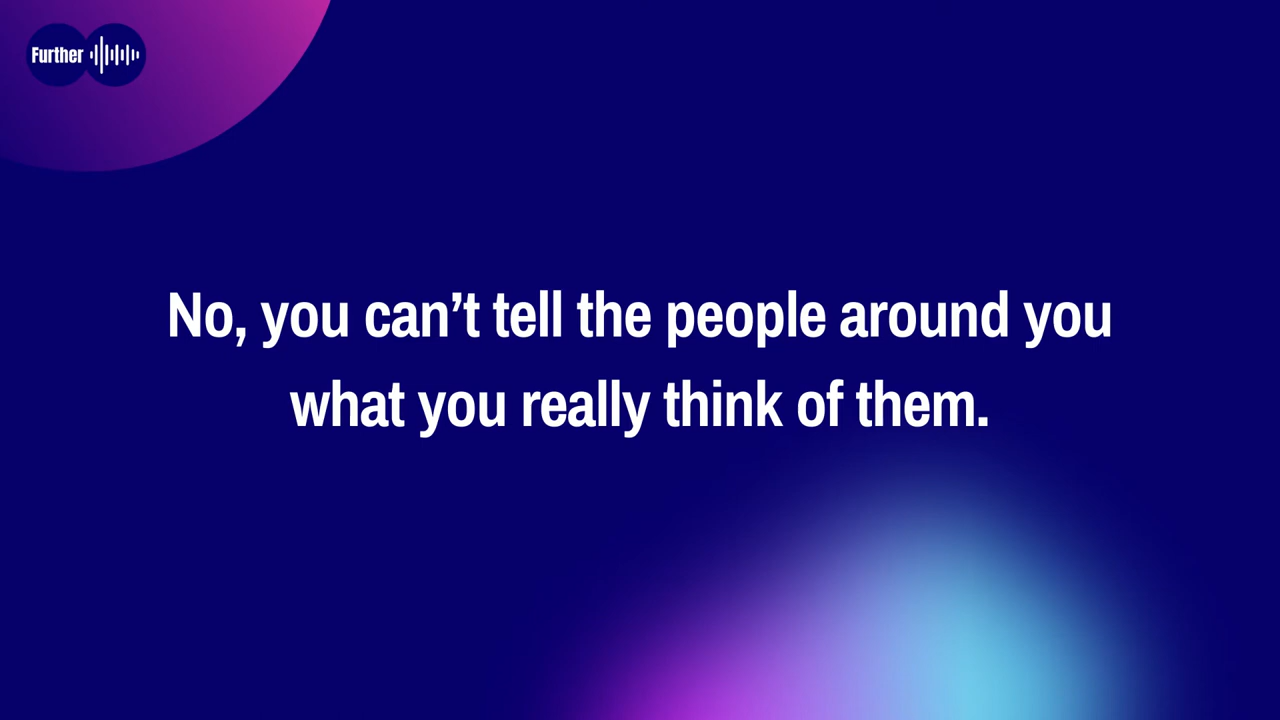 Further
No, you can’t tell the people around you
what you really think of them.